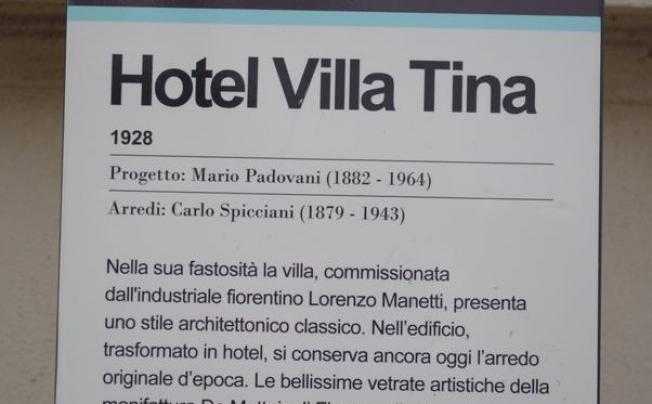 Hotel Villa Tina
1928
Progetto: Mario Padovani (1882 - 1964)
Arredi: Carlo Spicciani (1879 - 1943)
Nella sua fastosità la villa, commissionata
dall'industriale fiorentino Lorenzo Manetti, presenta
uno stile architettonico classico. Nell'edificio,
trasformato in hotel, si conserva ancora oggi l'arredo
originale d'epoca. Le bellissime vetrate artistiche della